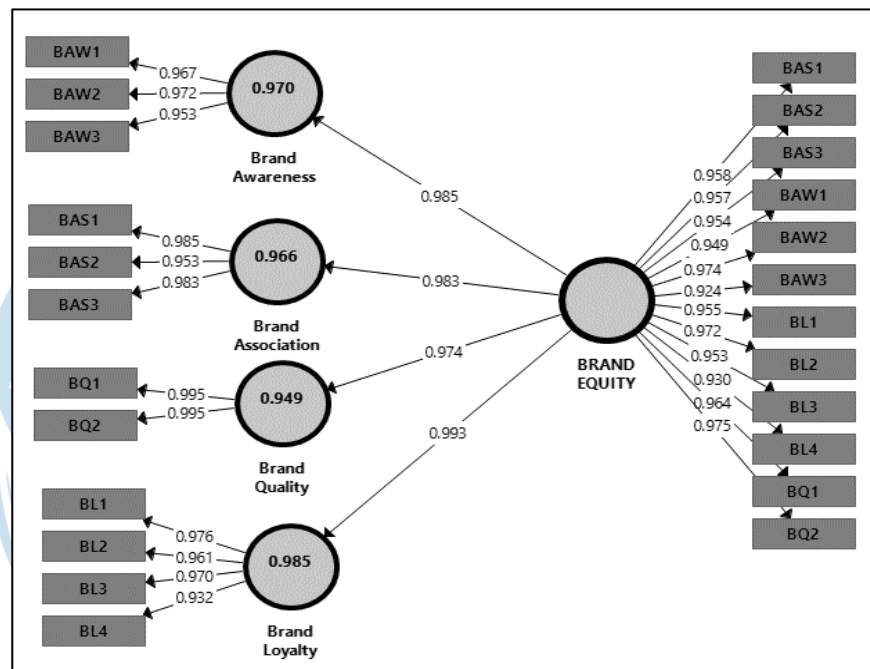 BAW1
BAW2
BAW3
0.967
0.972
0.953
0.970
Brand
Awareness
BAS1
BAS2
BAS3
0.985
0.953
0.983
0.966
Brand
Association
BQ1
BQ2
0.995
0.995
0.949
Brand
Quality
BL1
BL2
BL3
BL4
0.976
0.961
0.970
0.932
0.985
Brand
Loyalty
0.985
0.983
0.974
0.993
BRAND
EQUITY
0.958
0.957
0.954
0.949
0.974
0.924
0.955
0.972
0.953
0.930
0.964
0.975
BAS1
BAS2
BAS3
BAW1
BAW2
BAW3
BL1
BL2
BL3
BL4
BQ1
BQ2